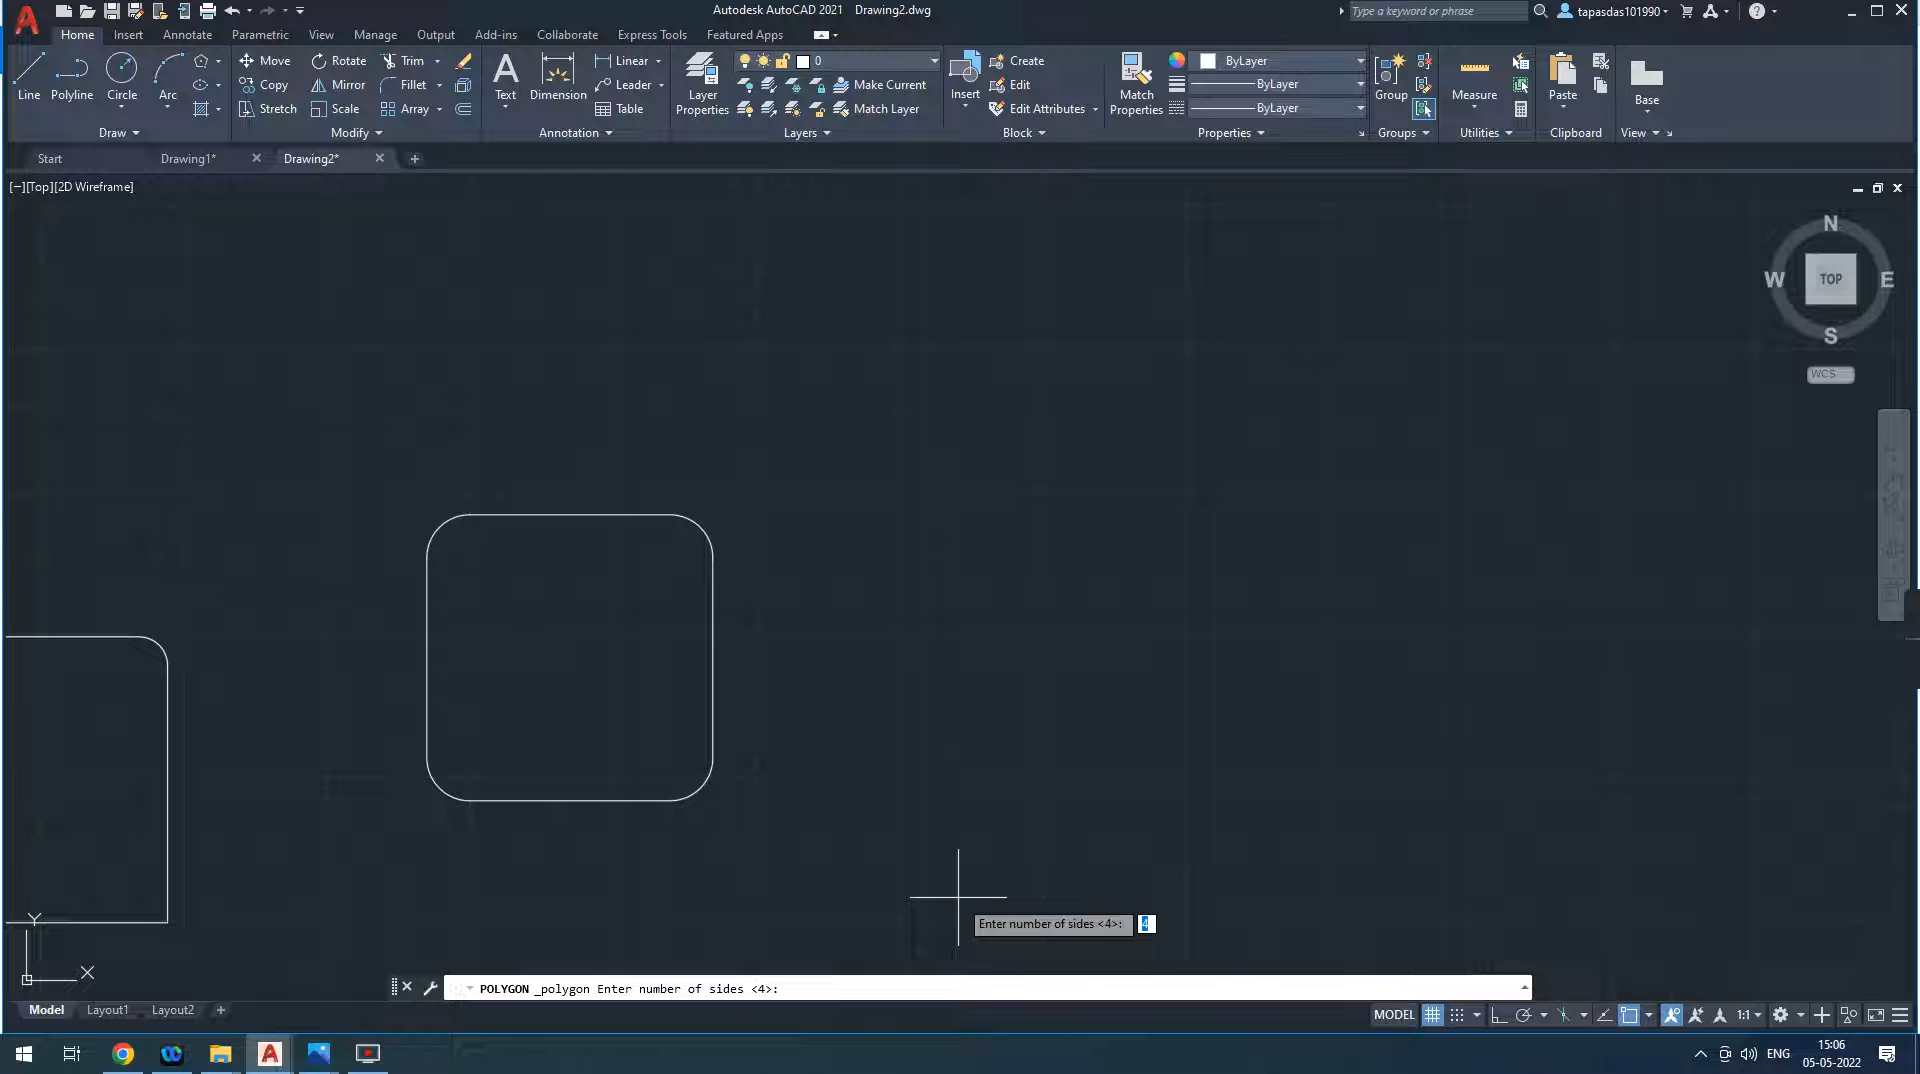 Autodesk AutoCAD 2021 Drawing2.dwg
Type a keyword or phrase
tapasdas101990
Home Insert Annotate Parametric View Manage Output Add-ins Collaborate Express Tools Featured Apps
Line
Polyline
Circle
Arc
Draw
Move Rotate Trim
Copy Mirror Fillet
Stretch Scale Array
Modify
Text
Dimension
Linear
Leader
Table
Annotation
Layer
Properties
0
Make Current
Match Layer
Layers
Insert
Create
Edit
Edit Attributes
Block
Match
Properties
ByLayer
ByLayer
ByLayer
Properties
Group
Groups
Measure
Utilities
Paste
Clipboard
Base
View
Start Drawing1* Drawing2*
[−][Top][2D Wireframe]
N
W TOP E
S
WCS
Enter number of sides <4>: 4
Y
X
POLYGON _polygon Enter number of sides <4>:
Model Layout1 Layout2
MODEL 1:1
ENG
15:06
05-05-2022